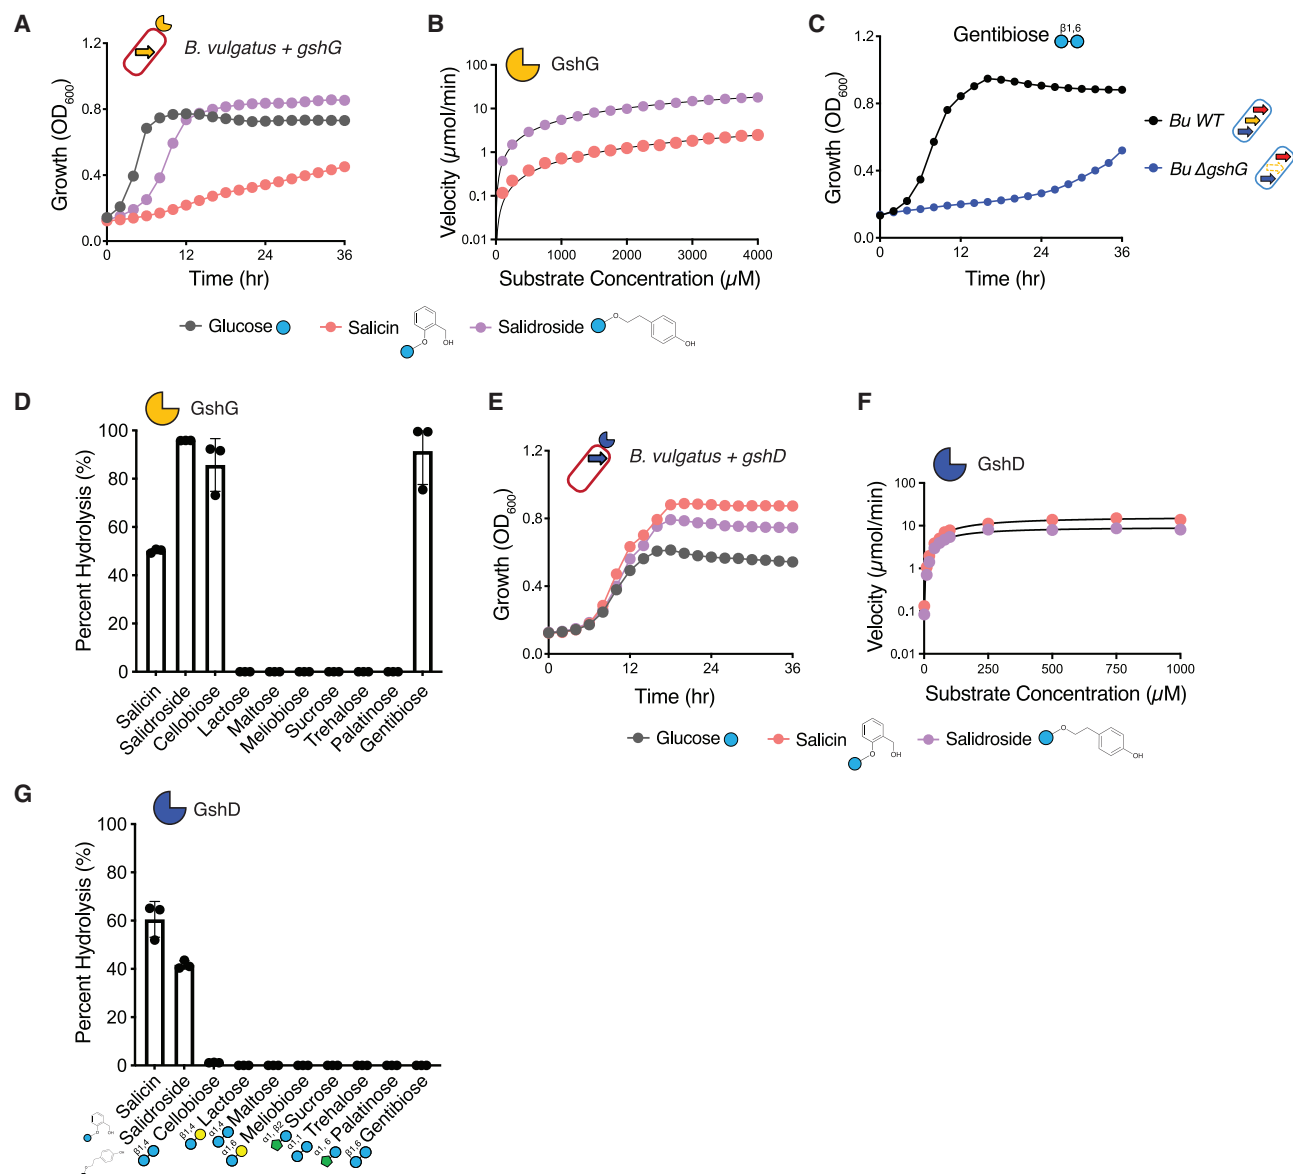 A
B. vulgatus + gshG
Growth (OD600)
1.2
0.8
0.4
0.0
0
12
24
36
Time (hr)
B
GshG
Velocity (µmol/min)
100
10
1
0.1
0.01
0
1000
2000
3000
4000
Substrate Concentration (µM)
C
Gentibiose
β1,6
Growth (OD600)
1.2
0.8
0.4
0.0
0
12
24
36
Time (hr)
Bu WT
Bu ΔgshG
Glucose
Salicin
O
OH
Salidroside
O
OH
D
GshG
Percent Hydrolysis (%)
100
80
60
40
20
0
Salicin
Salidroside
Cellobiose
Lactose
Maltose
Meliobiose
Sucrose
Trehalose
Palatinose
Gentibiose
E
B. vulgatus + gshD
Growth (OD600)
1.2
0.8
0.4
0.0
0
12
24
36
Time (hr)
F
GshD
Velocity (µmol/min)
100
10
1
0.1
0.01
0
250
500
750
1000
Substrate Concentration (µM)
Glucose
Salicin
O
OH
Salidroside
O
OH
G
GshD
Percent Hydrolysis (%)
100
80
60
40
20
0
Salicin
Salidroside
β1,4 Cellobiose
β1,4 Lactose
α1,4 Maltose
α1,6 Meliobiose
α1, β2 Sucrose
α1,1 Trehalose
α1, 6 Palatinose
β1,6 Gentibiose